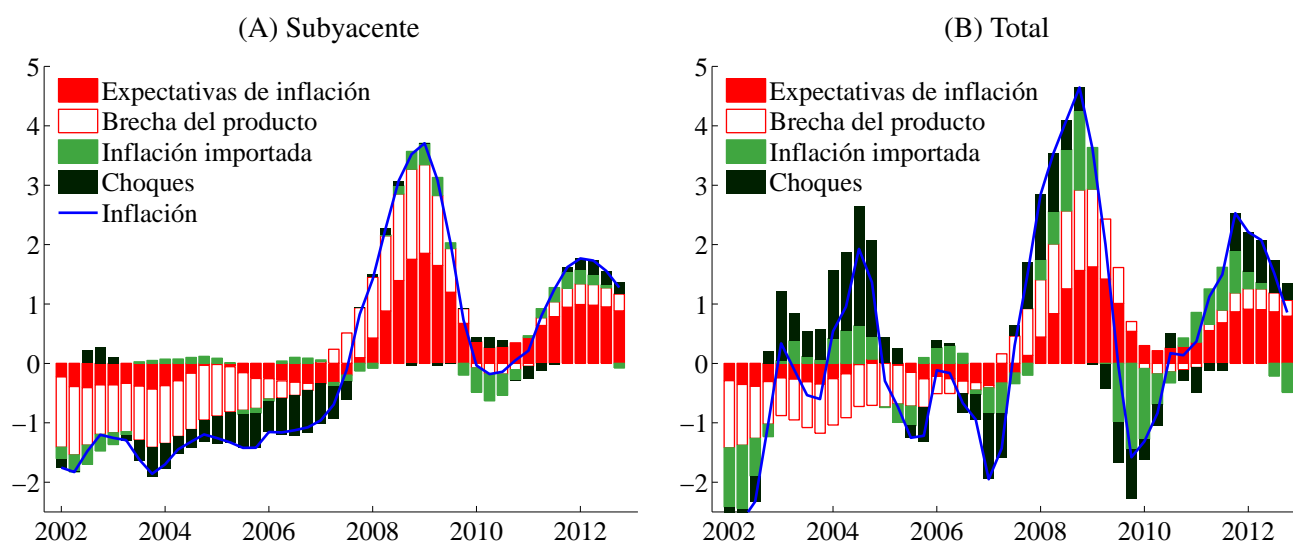 (A) Subyacente
5
4
3
2
1
0
−1
−2
2002 2004 2006 2008 2010 2012
Expectativas de inflación
Brecha del producto
Inflación importada
Choques
Inflación
(B) Total
5
4
3
2
1
0
−1
−2
2002 2004 2006 2008 2010 2012
Expectativas de inflación
Brecha del producto
Inflación importada
Choques